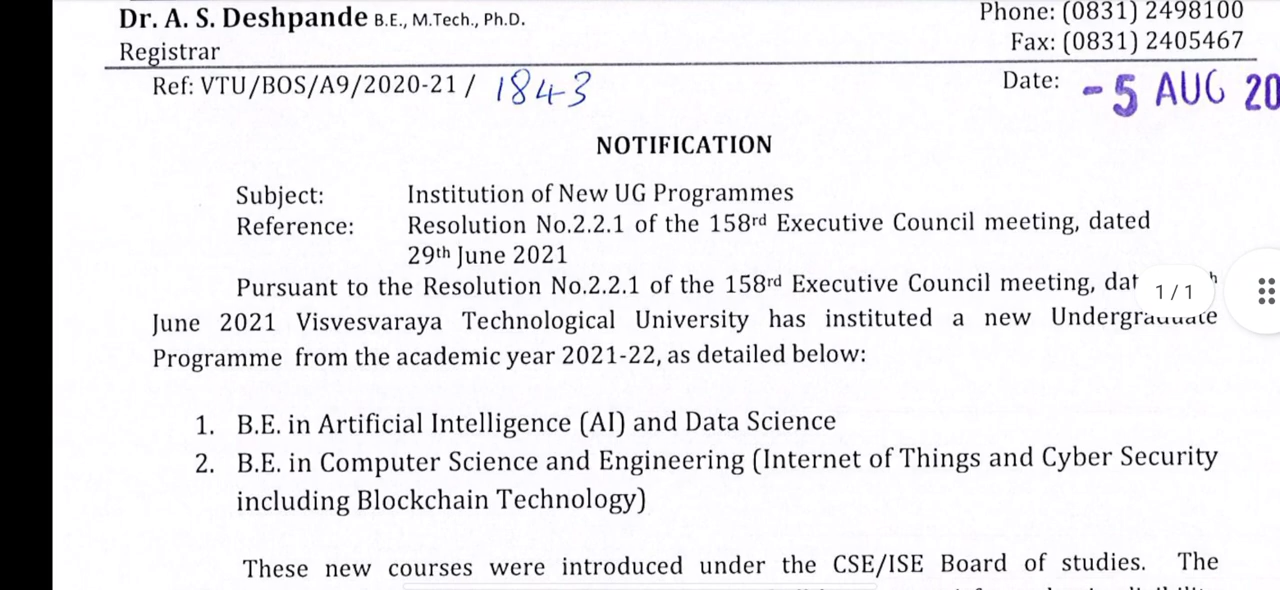 Dr. A. S. Deshpande B.E., M.Tech., Ph.D.
Phone: (0831) 2498100
Registrar
Fax: (0831) 2405467
Ref: VTU/BOS/A9/2020-21 / 1843
Date: -5 AUG 20
NOTIFICATION
Subject: Institution of New UG Programmes
Reference: Resolution No.2.2.1 of the 158rd Executive Council meeting, dated
29th June 2021
Pursuant to the Resolution No.2.2.1 of the 158rd Executive Council meeting, dat
1 / 1
June 2021 Visvesvaraya Technological University has instituted a new Undergraduate
Programme from the academic year 2021-22, as detailed below:
1. B.E. in Artificial Intelligence (AI) and Data Science
2. B.E. in Computer Science and Engineering (Internet of Things and Cyber Security
including Blockchain Technology)
These new courses were introduced under the CSE/ISE Board of studies. The